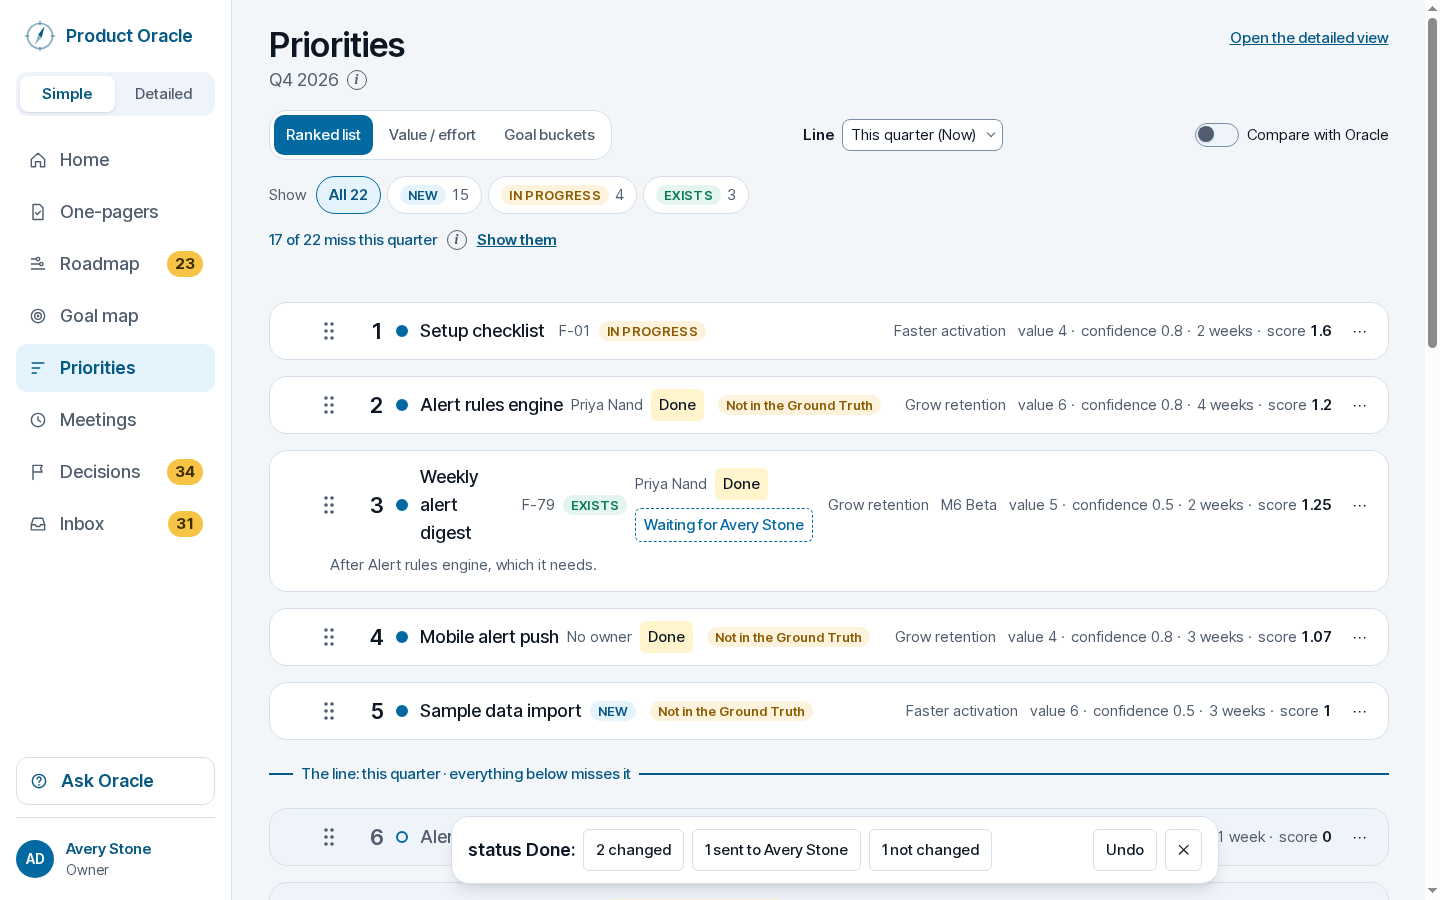 Product Oracle
Simple Detailed
Home
One-pagers
Roadmap 23
Goal map
Priorities
Meetings
Decisions 34
Inbox 31
Ask Oracle
AD Avery Stone
Owner
Priorities
Open the detailed view
Q4 2026 i
Ranked list Value / effort Goal buckets
Line This quarter (Now)
Compare with Oracle
Show All 22 NEW 15 IN PROGRESS 4 EXISTS 3
17 of 22 miss this quarter i Show them
1 Setup checklist F-01 IN PROGRESS Faster activation value 4 · confidence 0.8 · 2 weeks · score 1.6 ...
2 Alert rules engine Priya Nand Done Not in the Ground Truth Grow retention value 6 · confidence 0.8 · 4 weeks · score 1.2 ...
3 Weekly alert digest F-79 EXISTS Priya Nand Done Waiting for Avery Stone Grow retention M6 Beta value 5 · confidence 0.5 · 2 weeks · score 1.25 ...
After Alert rules engine, which it needs.
4 Mobile alert push No owner Done Not in the Ground Truth Grow retention value 4 · confidence 0.8 · 3 weeks · score 1.07 ...
5 Sample data import NEW Not in the Ground Truth Faster activation value 6 · confidence 0.5 · 3 weeks · score 1 ...
The line: this quarter · everything below misses it
6 1 week · score 0 ...
status Done: 2 changed 1 sent to Avery Stone 1 not changed Undo ×